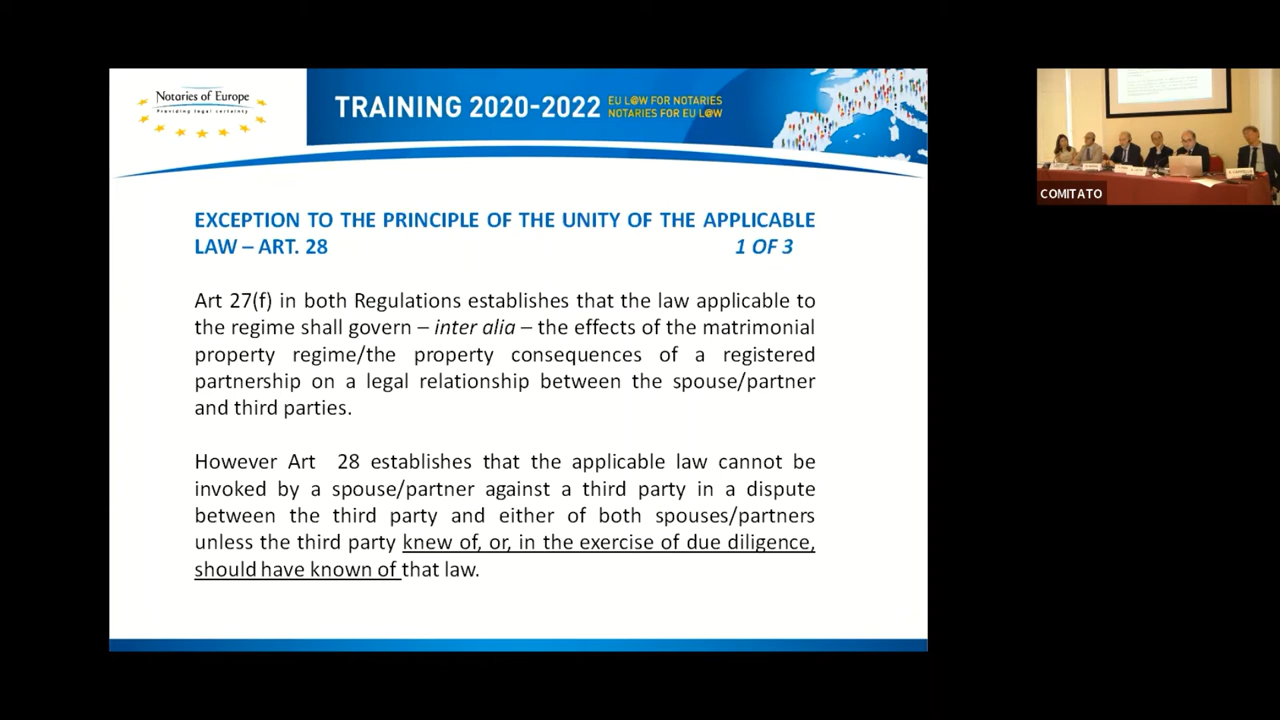 Notaries of Europe
Providing legal certainty
TRAINING 2020-2022
EU L@W FOR NOTARIES
NOTARIES FOR EU L@W
EXCEPTION TO THE PRINCIPLE OF THE UNITY OF THE APPLICABLE
LAW – ART. 28 1 OF 3
Art 27(f) in both Regulations establishes that the law applicable to
the regime shall govern – inter alia – the effects of the matrimonial
property regime/the property consequences of a registered
partnership on a legal relationship between the spouse/partner
and third parties.
However Art 28 establishes that the applicable law cannot be
invoked by a spouse/partner against a third party in a dispute
between the third party and either of both spouses/partners
unless the third party knew of, or, in the exercise of due diligence,
should have known of that law.
COMITATO